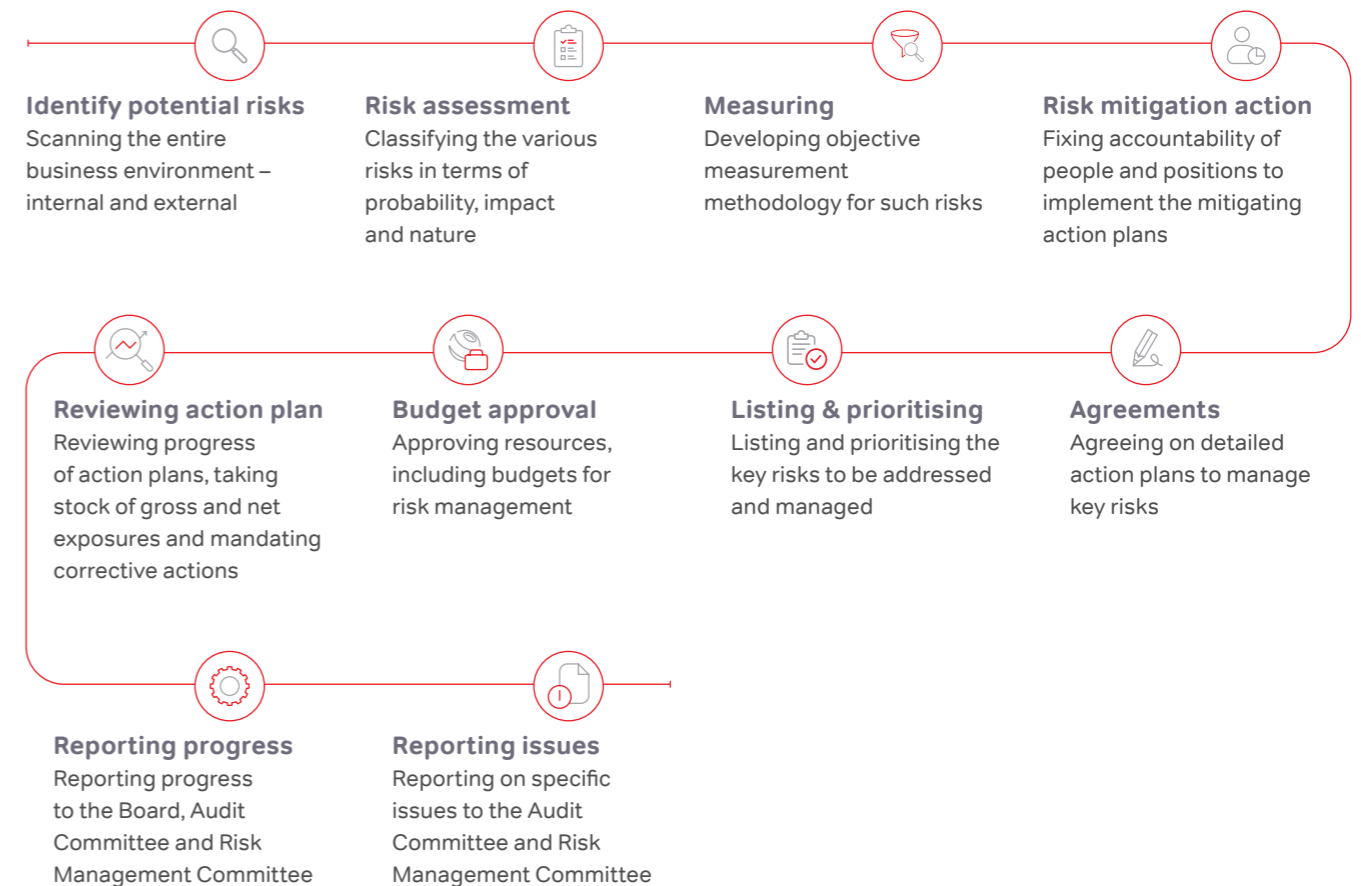 Identify potential risks
Scanning the entire
business environment –
internal and external
Risk assessment
Classifying the various
risks in terms of
probability, impact
and nature
Measuring
Developing objective
measurement
methodology for such risks
Risk mitigation action
Fixing accountability of
people and positions to
implement the mitigating
action plans
Reviewing action plan
Reviewing progress
of action plans, taking
stock of gross and net
exposures and mandating
corrective actions
Budget approval
Approving resources,
including budgets for
risk management
Listing & prioritising
Listing and prioritising the
key risks to be addressed
and managed
Agreements
Agreeing on detailed
action plans to manage
key risks
Reporting progress
Reporting progress
to the Board, Audit
Committee and Risk
Management Committee
Reporting issues
Reporting on specific
issues to the Audit
Committee and Risk
Management Committee